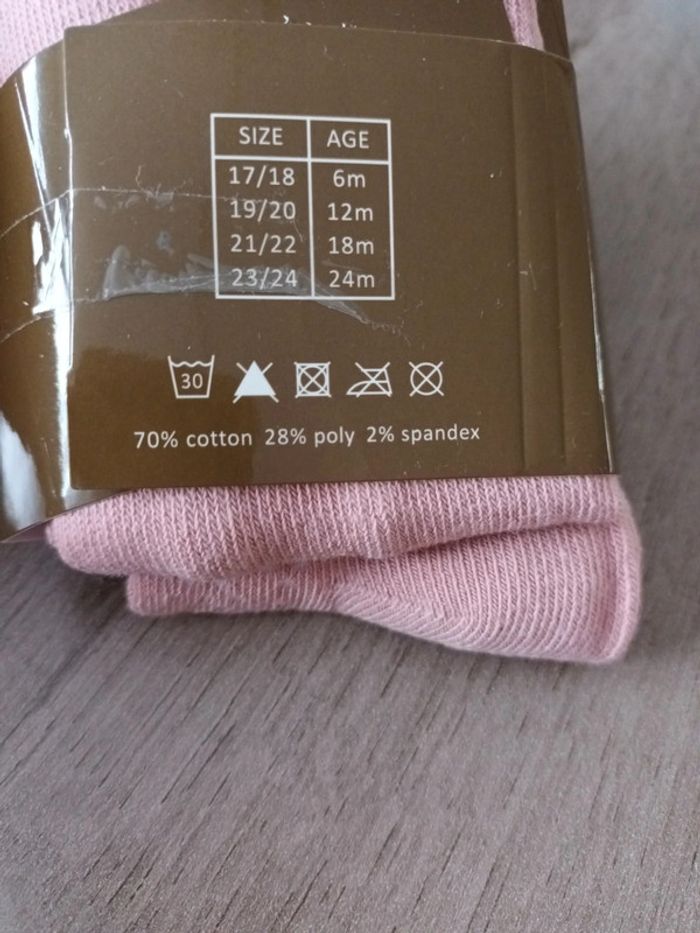 SIZE AGE
17/18 6m
19/20 12m
21/22 18m
23/24 24m
30
70% cotton 28% poly 2% spandex